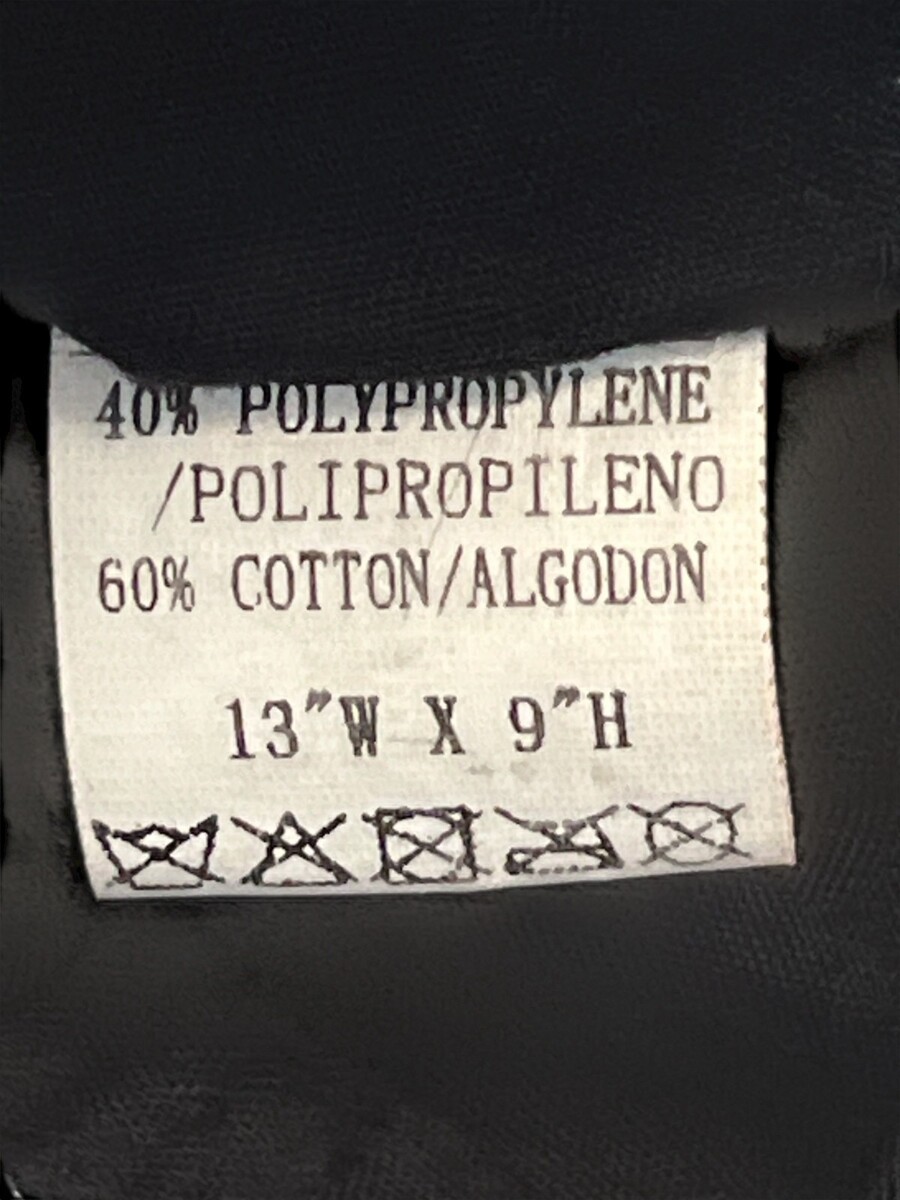 40% POLYPROPYLENE
/POLIPROPILENO
60% COTTON/ALGODON
13"W X 9"H